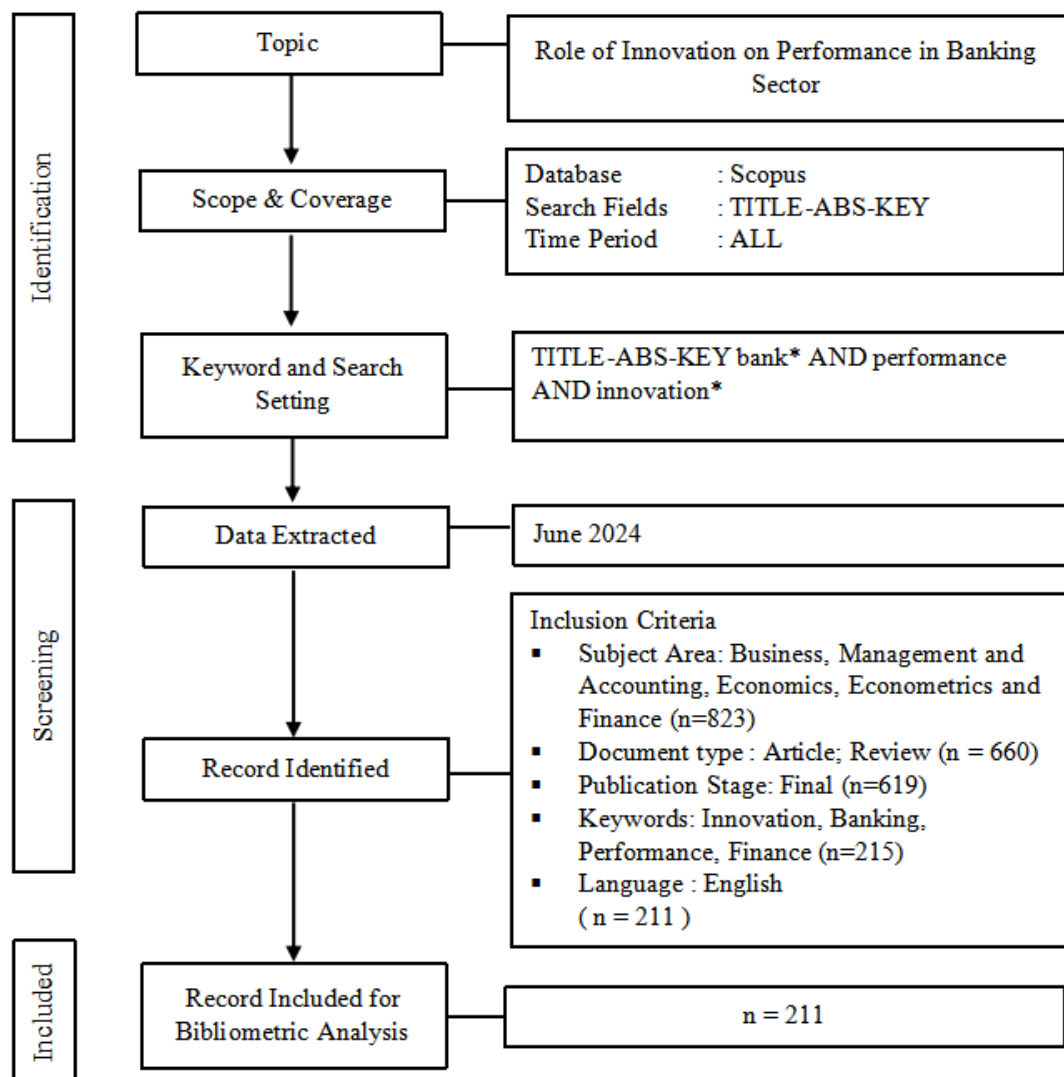 Identification
Topic
Role of Innovation on Performance in Banking
Sector
Scope & Coverage
Database : Scopus
Search Fields : TITLE-ABS-KEY
Time Period : ALL
Keyword and Search
Setting
TITLE-ABS-KEY bank* AND performance
AND innovation*
Screening
Data Extracted
June 2024
Record Identified
Inclusion Criteria
▪ Subject Area: Business, Management and
Accounting, Economics, Econometrics and
Finance (n=823)
▪ Document type : Article; Review (n = 660)
▪ Publication Stage: Final (n=619)
▪ Keywords: Innovation, Banking,
Performance, Finance (n=215)
▪ Language : English
( n = 211 )
Included
Record Included for
Bibliometric Analysis
n = 211